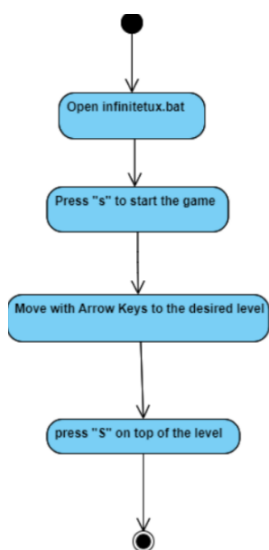 Open infinitetux.bat
Press "s" to start the game
Move with Arrow Keys to the desired level
press "S" on top of the level